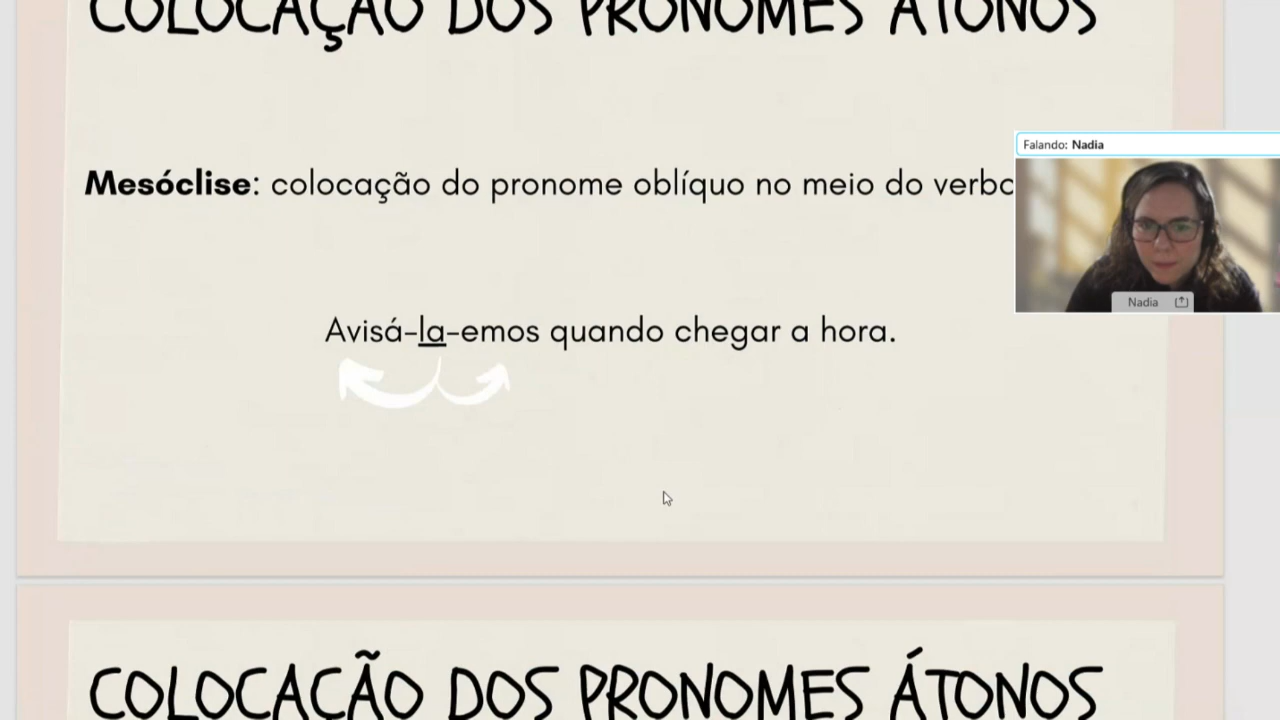 COLOCAÇÃO DOS PRONOMES ÁTONOS
Falando: Nadia
Mesóclise: colocação do pronome oblíquo no meio do verbo
Nadia
Avisá-la-emos quando chegar a hora.
COLOCAÇÃO DOS PRONOMES ÁTONOS